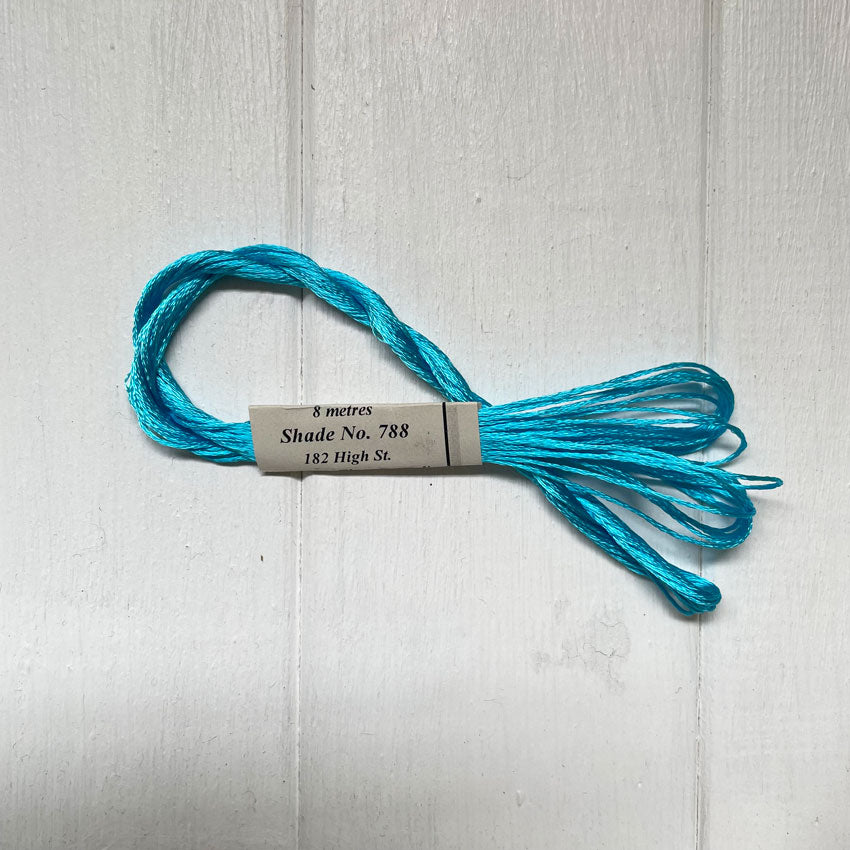 8 metres
Shade No. 788
182 High St.